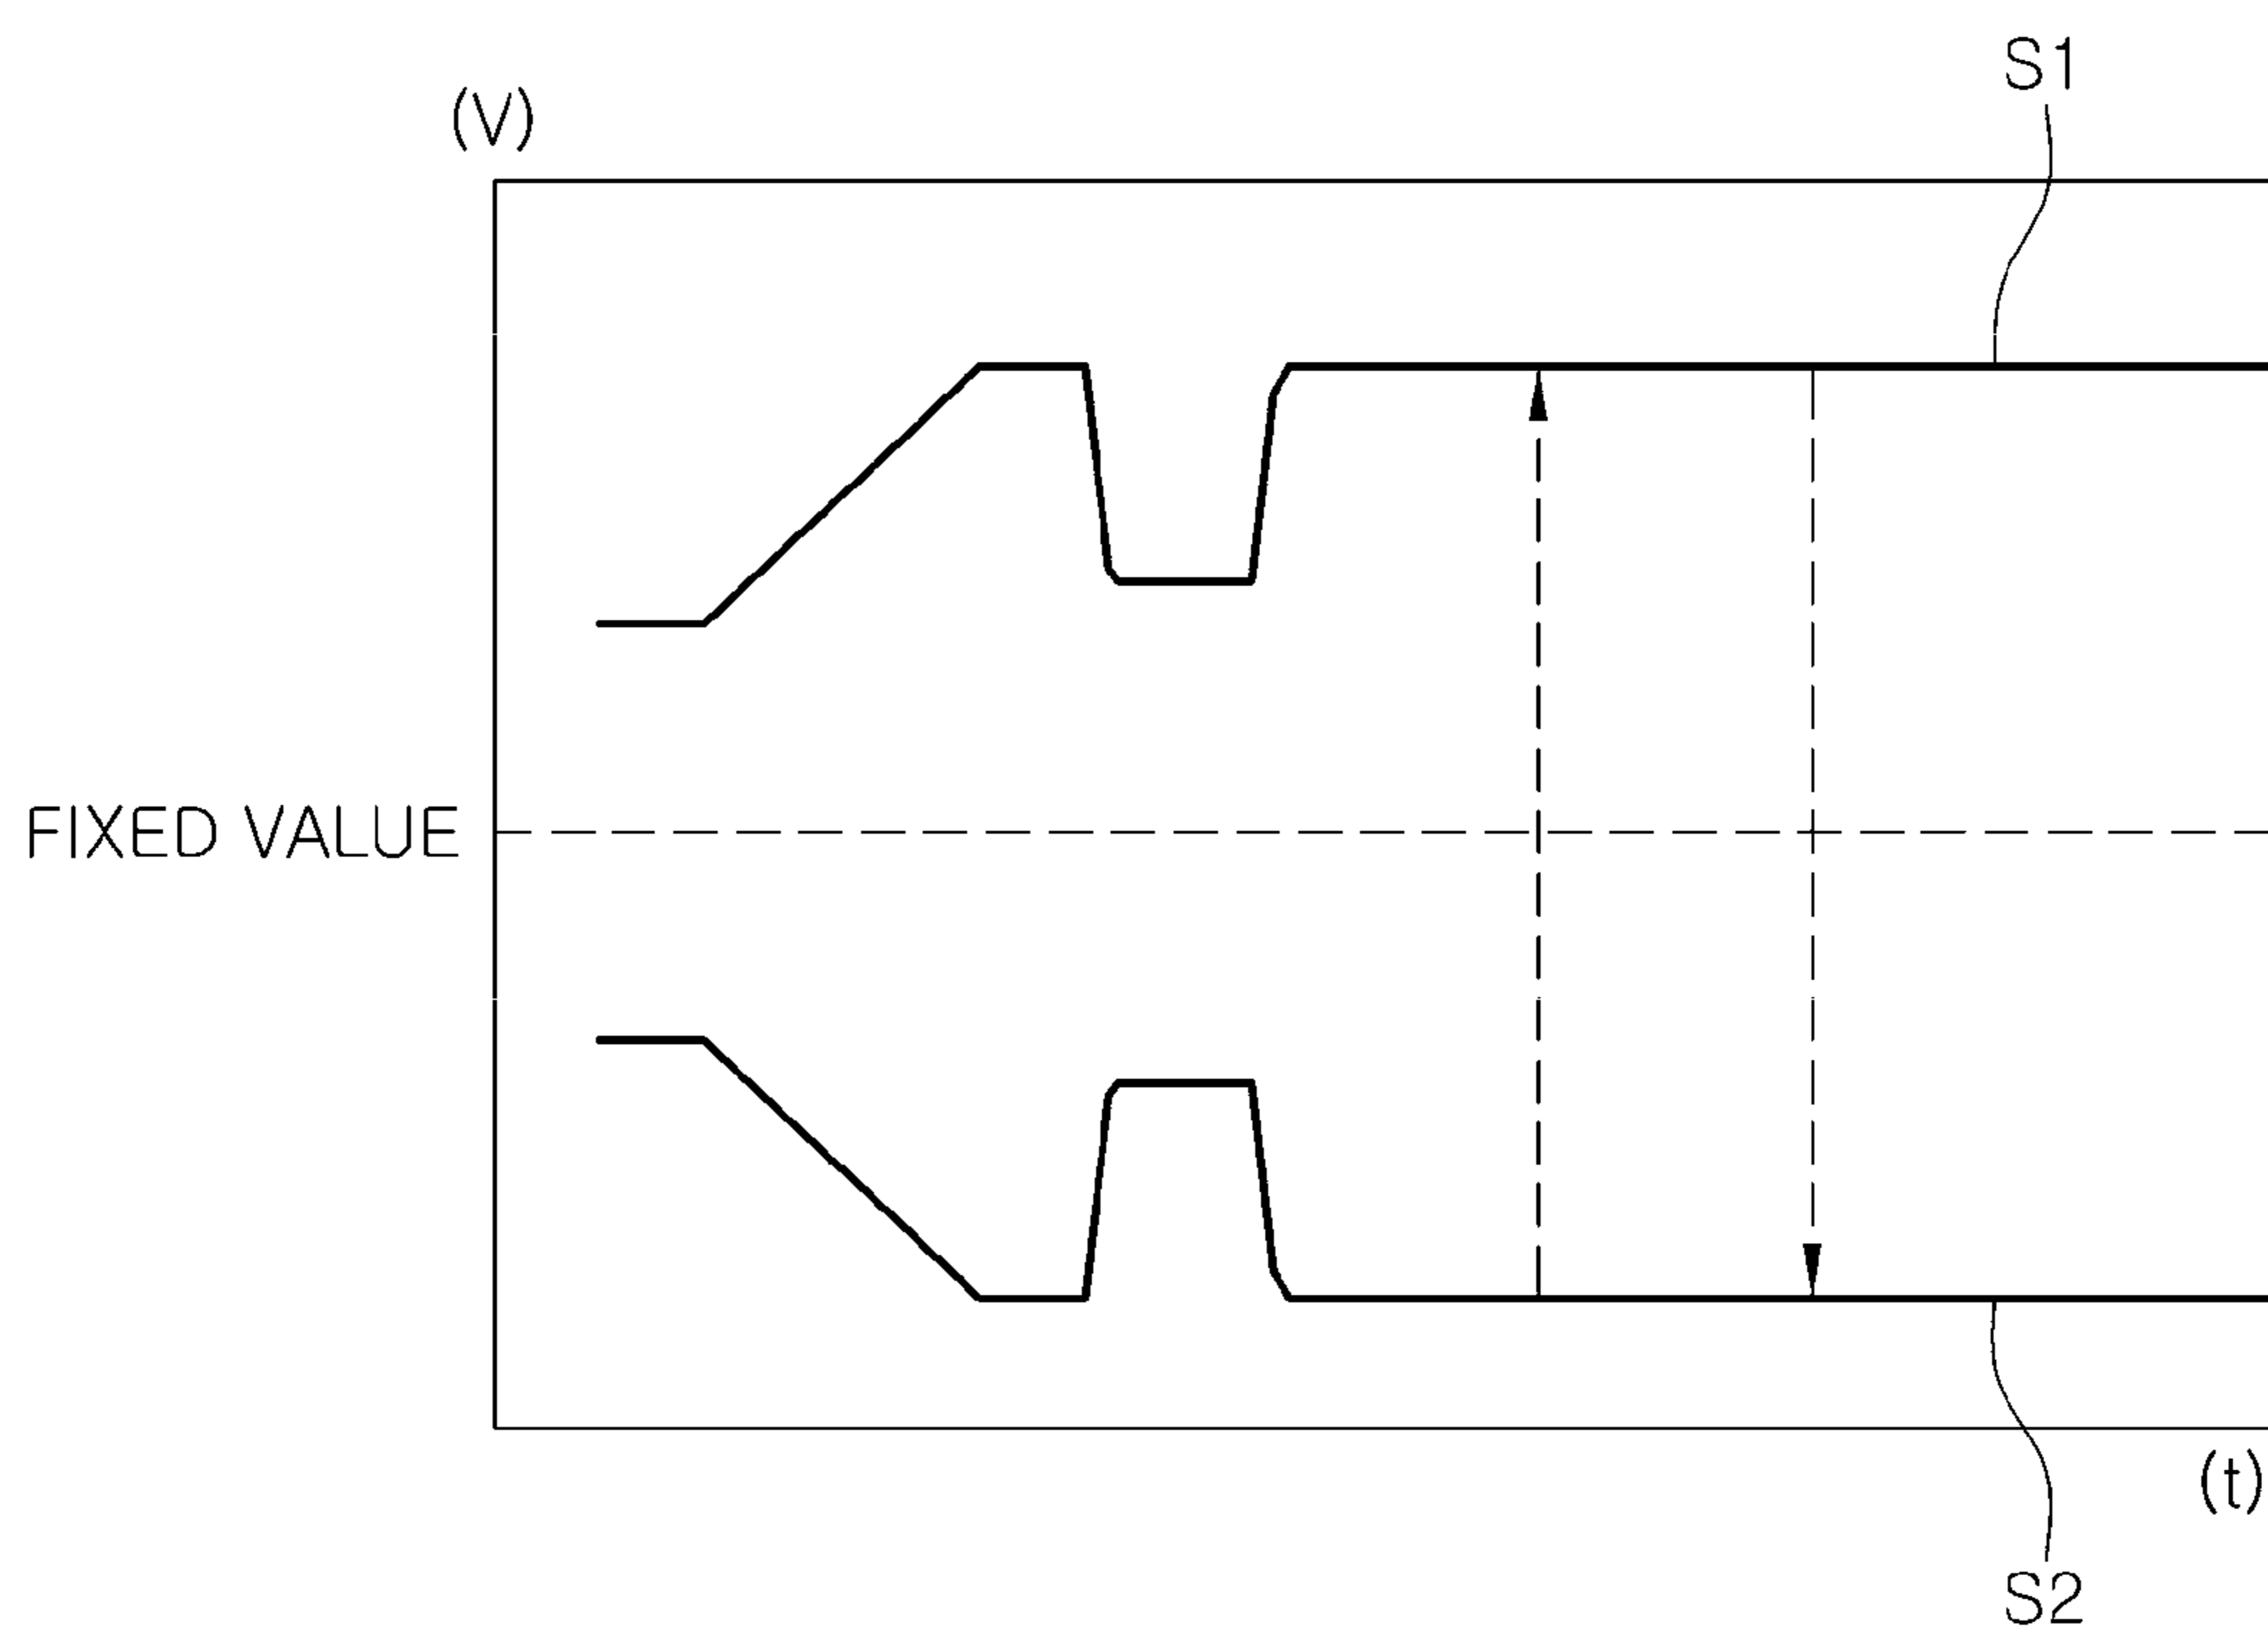 S1
(V)
FIXED VALUE
(t)
S2